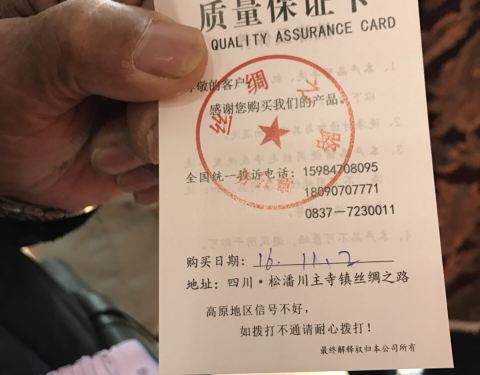 质量保证卡
QUALITY ASSURANCE CARD
尊敬的客户
感谢您购买我们的产品。
丝绸之路
全国统一投诉电话：15984708095
18090707771
0837－7230011
购买日期：16.11.2
地址：四川·松潘川主寺镇丝绸之路
高原地区信号不好，
如拨打不通请耐心拨打！
最终解释权归本公司所有